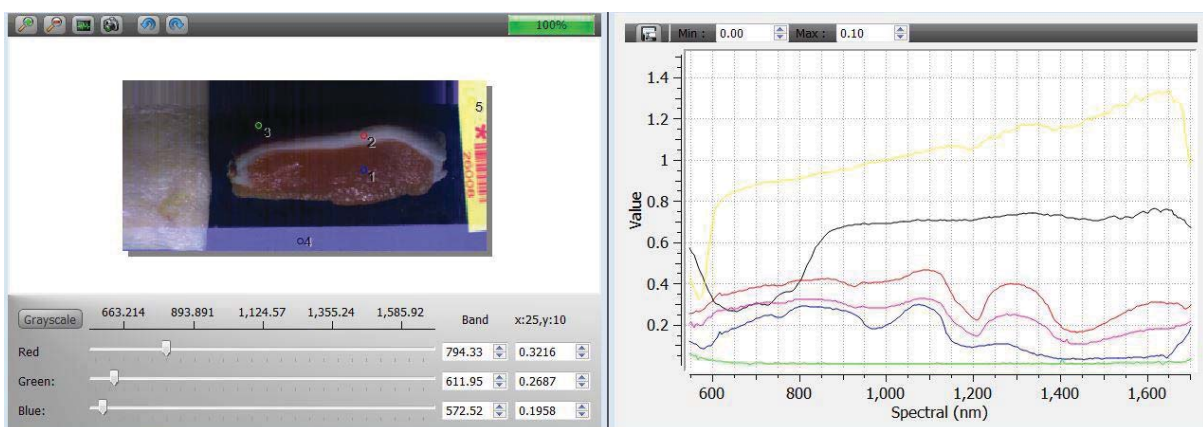 100%
Min : 0.00 Max : 0.10
5
3
2
1
4
20006
1.4
1.2
1
0.8
0.6
0.4
0.2
Value
600 800 1,000 1,200 1,400 1,600
Spectral (nm)
Grayscale 663.214 893.891 1,124.57 1,355.24 1,585.92 Band x:25,y:10
Red 794.33 0.3216
Green: 611.95 0.2687
Blue: 572.52 0.1958